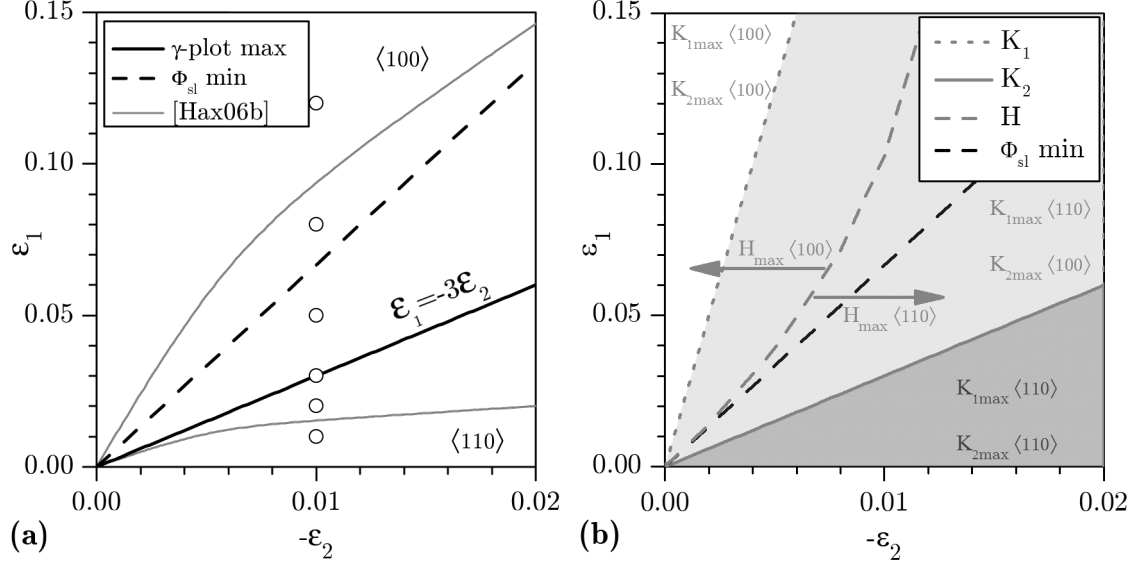 0.15
0.10
0.05
0.00
ε1
γ-plot max
Φsl min
[Hax06b]
⟨100⟩
ε1=-3ε2
⟨110⟩
0.00
0.01
0.02
-ε2
(a)
0.15
0.10
0.05
0.00
ε1
K1max ⟨100⟩
K2max ⟨100⟩
K1
K2
H
Φsl min
K1max ⟨110⟩
Hmax ⟨100⟩
K2max ⟨100⟩
Hmax ⟨110⟩
K1max ⟨110⟩
K2max ⟨110⟩
0.00
0.01
0.02
-ε2
(b)